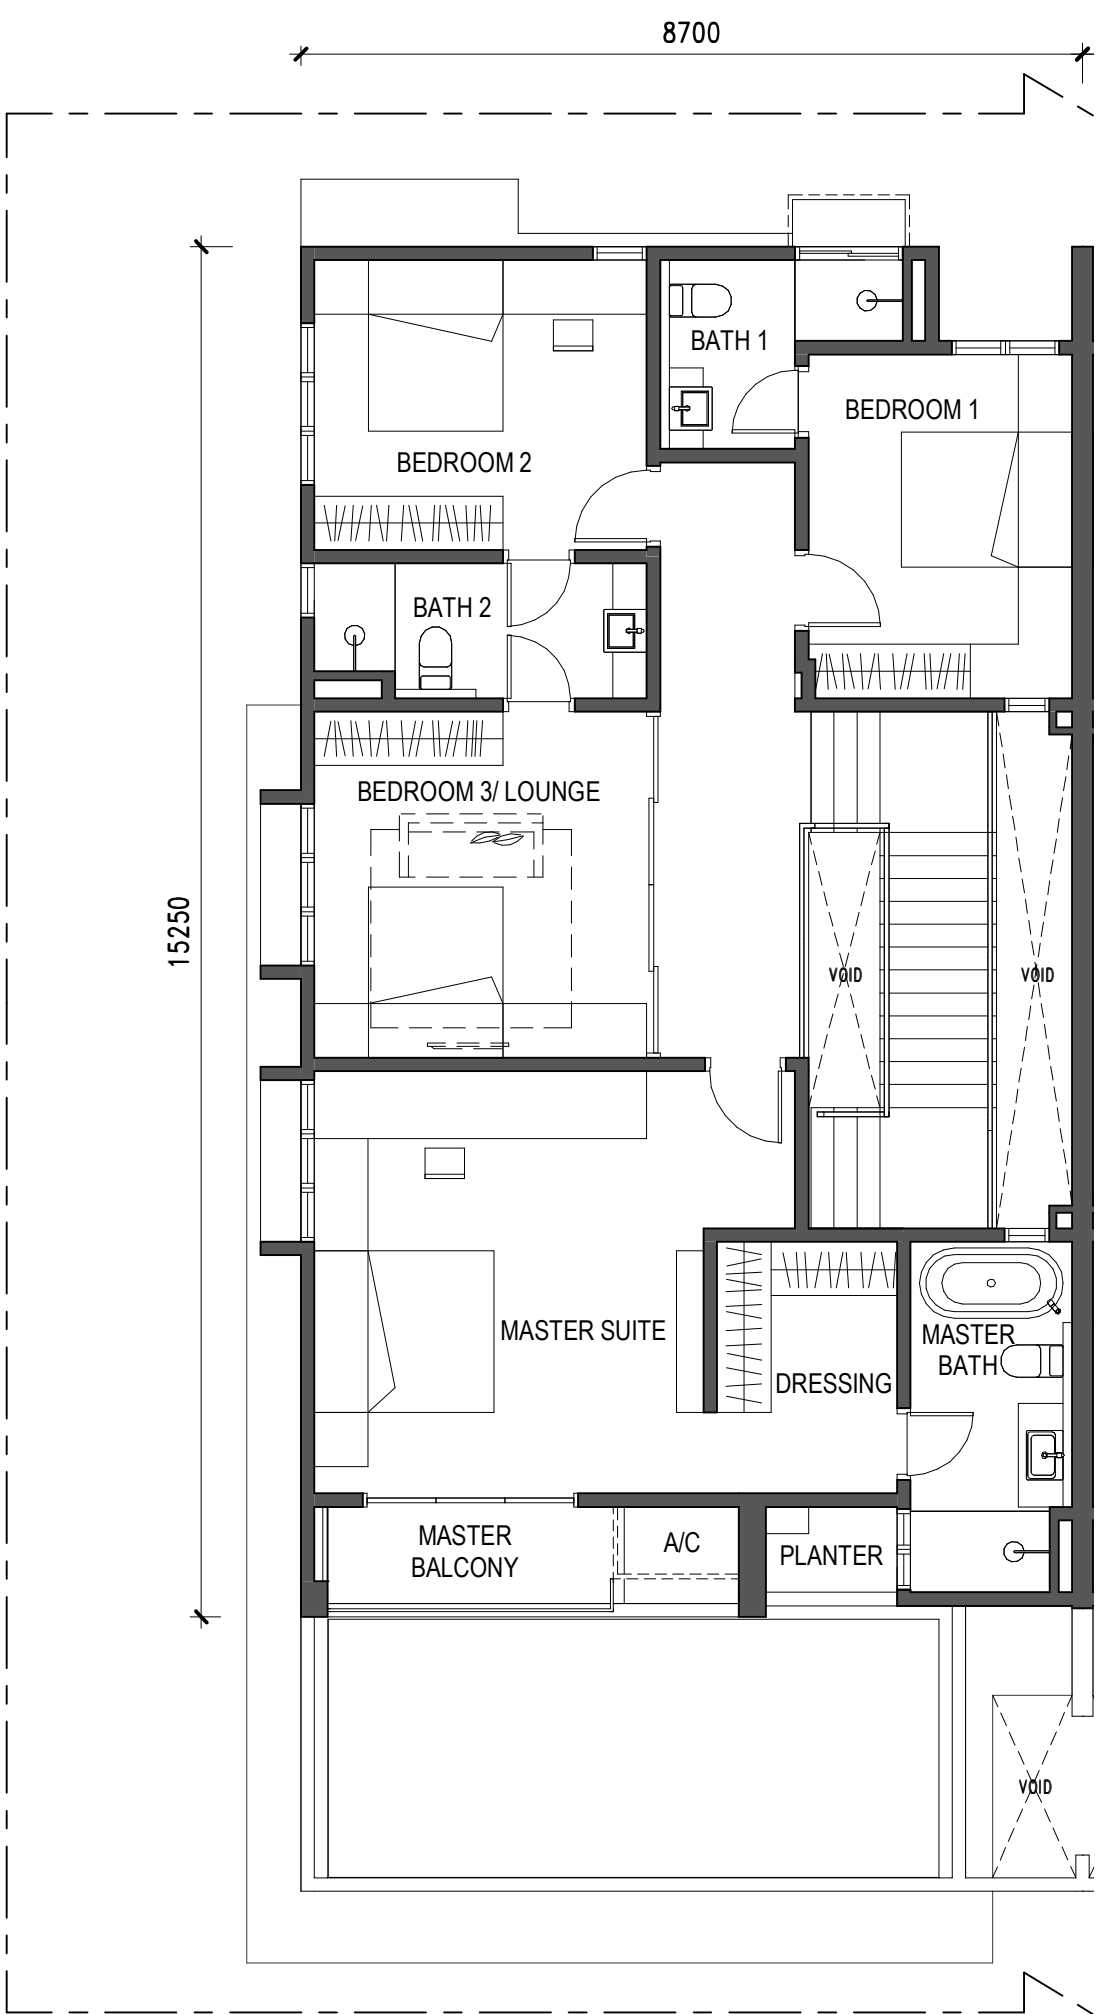 8700
BATH 1
BEDROOM 1
BEDROOM 2
BATH 2
BEDROOM 3/ LOUNGE
15250
VOID
VOID
MASTER SUITE
MASTER
BATH
DRESSING
MASTER
BALCONY
A/C
PLANTER
VOID